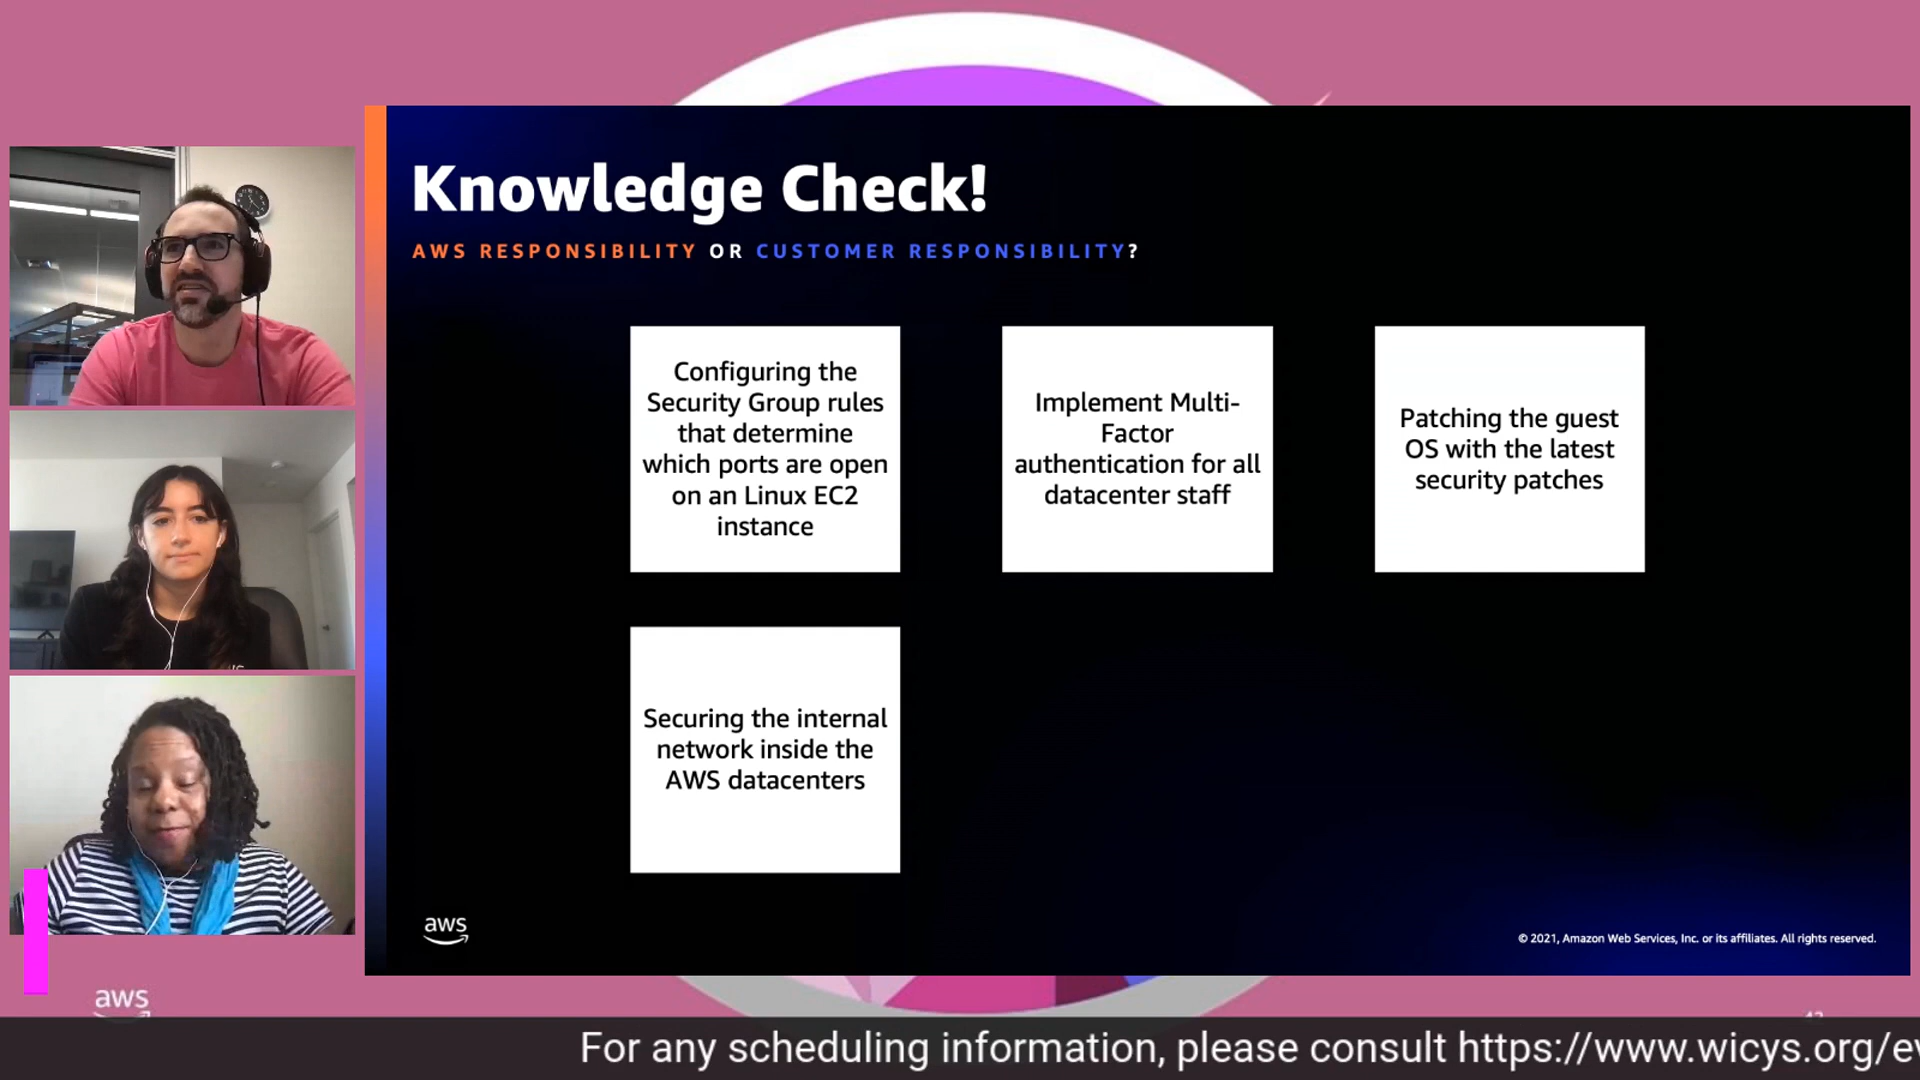 Knowledge Check!
AWS RESPONSIBILITY OR CUSTOMER RESPONSIBILITY?
Configuring the
Security Group rules
that determine
which ports are open
on an Linux EC2
instance
Implement Multi-
Factor
authentication for all
datacenter staff
Patching the guest
OS with the latest
security patches
Securing the internal
network inside the
AWS datacenters
aws
© 2021, Amazon Web Services, Inc. or its affiliates. All rights reserved.
aws
For any scheduling information, please consult https://www.wicys.org/ev